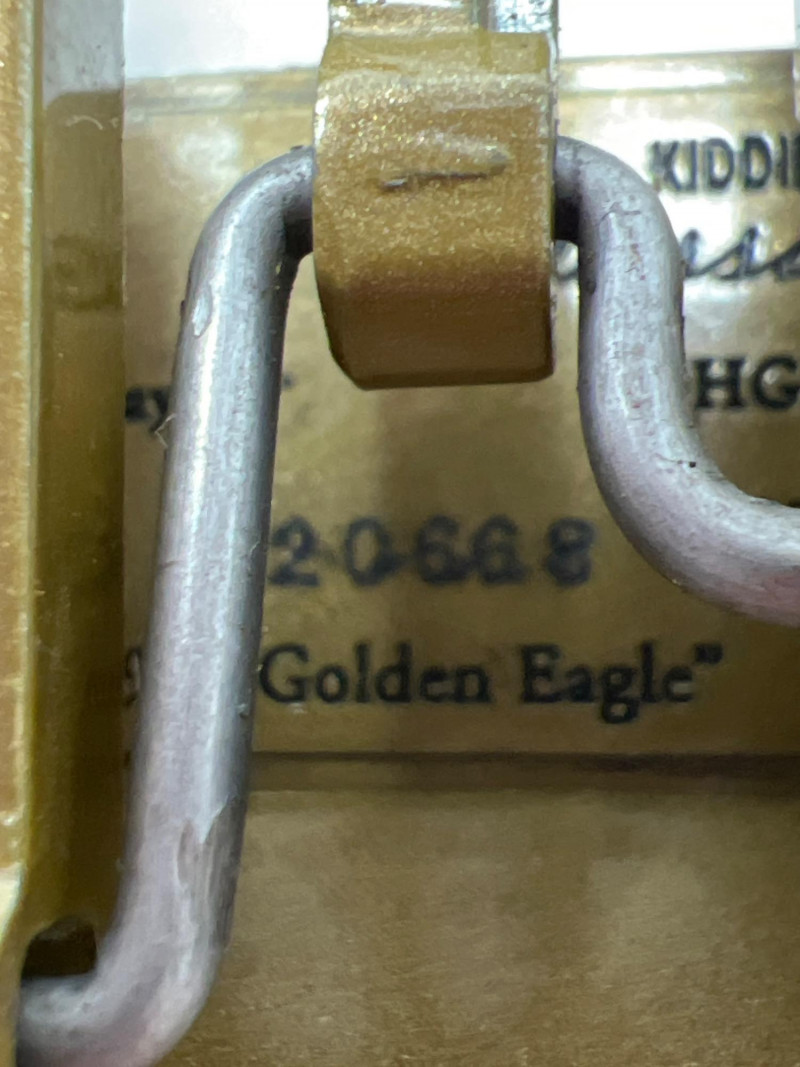 KIDDIE
HG
20668
Golden Eagle"